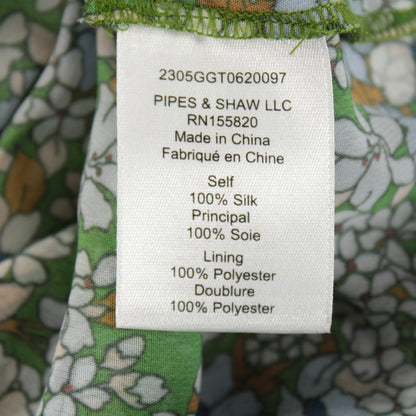 2305GGT0620097
PIPES & SHAW LLC
RN155820
Made in China
Fabriqué en Chine
Self
100% Silk
Principal
100% Soie
Lining
100% Polyester
Doublure
100% Polyester